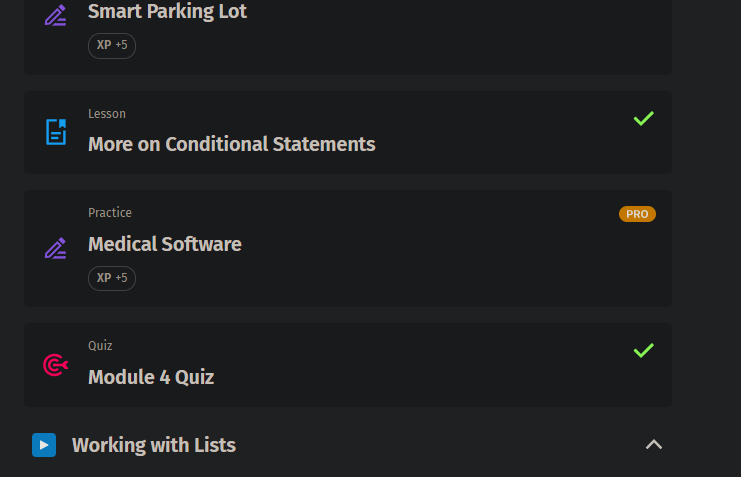 Smart Parking Lot
XP +5
Lesson
More on Conditional Statements
Practice
PRO
Medical Software
XP +5
Quiz
Module 4 Quiz
Working with Lists